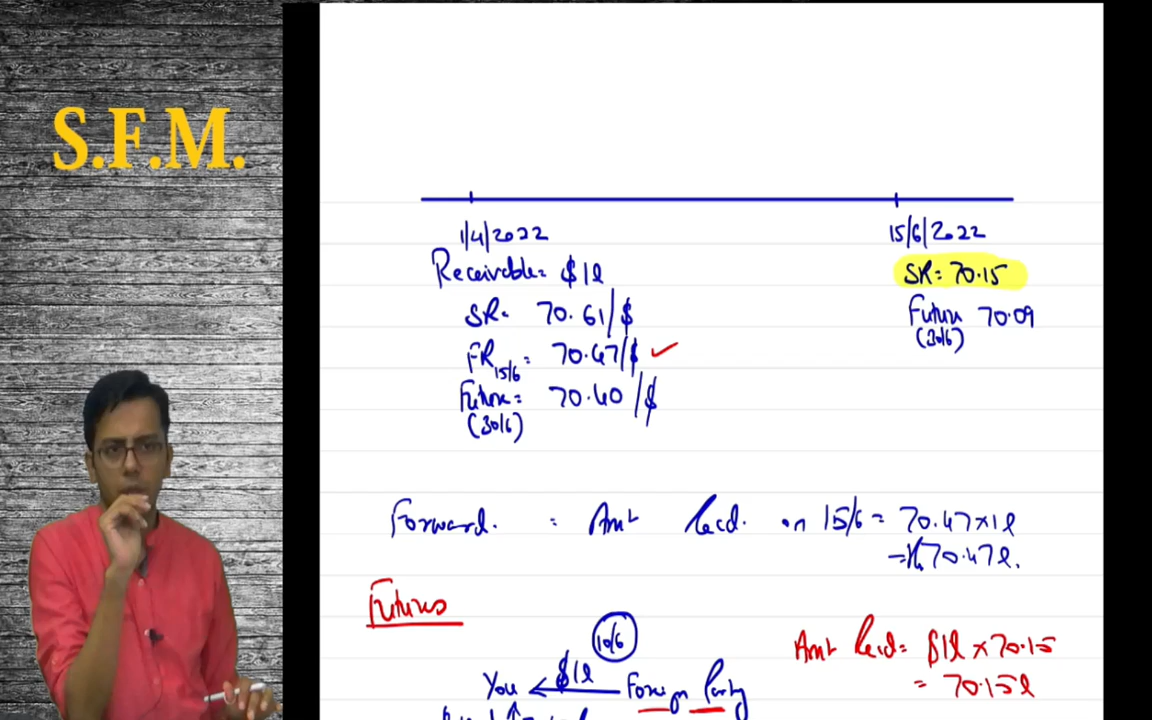 S.F.M.
1/4/2022
15/6/2022
Receivable = $1l
SR = 70.15
SR = 70.61/$
Future 70.09
(30/6)
FR15/6 = 70.47/$ ✓
Future = 70.40/$
(30/6)
Forward. = Amt Recd. on 15/6 = 70.47×1l
= 70.47l.
Futures
10/6
Amt Recd = $1l × 70.15
= 70.15l
$1l
You ← Foreign Party